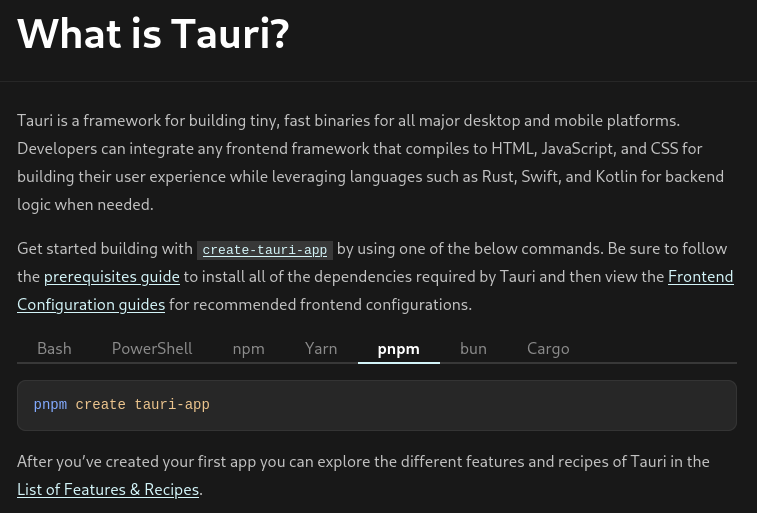 What is Tauri?
Tauri is a framework for building tiny, fast binaries for all major desktop and mobile platforms.
Developers can integrate any frontend framework that compiles to HTML, JavaScript, and CSS for
building their user experience while leveraging languages such as Rust, Swift, and Kotlin for backend
logic when needed.
Get started building with create-tauri-app by using one of the below commands. Be sure to follow
the prerequisites guide to install all of the dependencies required by Tauri and then view the Frontend
Configuration guides for recommended frontend configurations.
Bash PowerShell npm Yarn pnpm bun Cargo
pnpm create tauri-app
After you’ve created your first app you can explore the different features and recipes of Tauri in the
List of Features & Recipes.